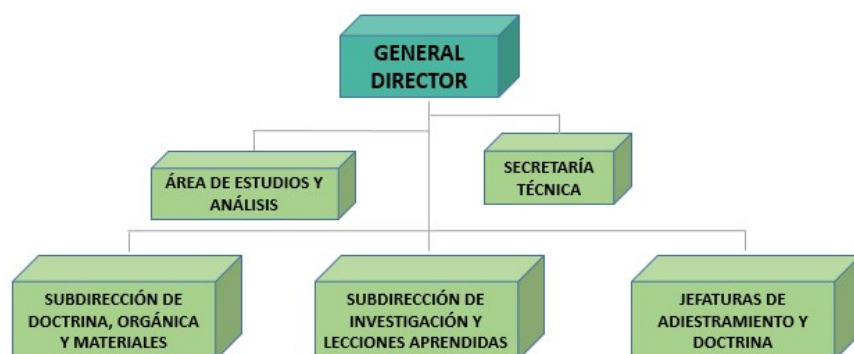 GENERAL
DIRECTOR
ÁREA DE ESTUDIOS Y
ANÁLISIS
SECRETARÍA
TÉCNICA
SUBDIRECCIÓN DE
DOCTRINA, ORGÁNICA
Y MATERIALES
SUBDIRECCIÓN DE
INVESTIGACIÓN Y
LECCIONES APRENDIDAS
JEFATURAS DE
ADIESTRAMIENTO Y
DOCTRINA